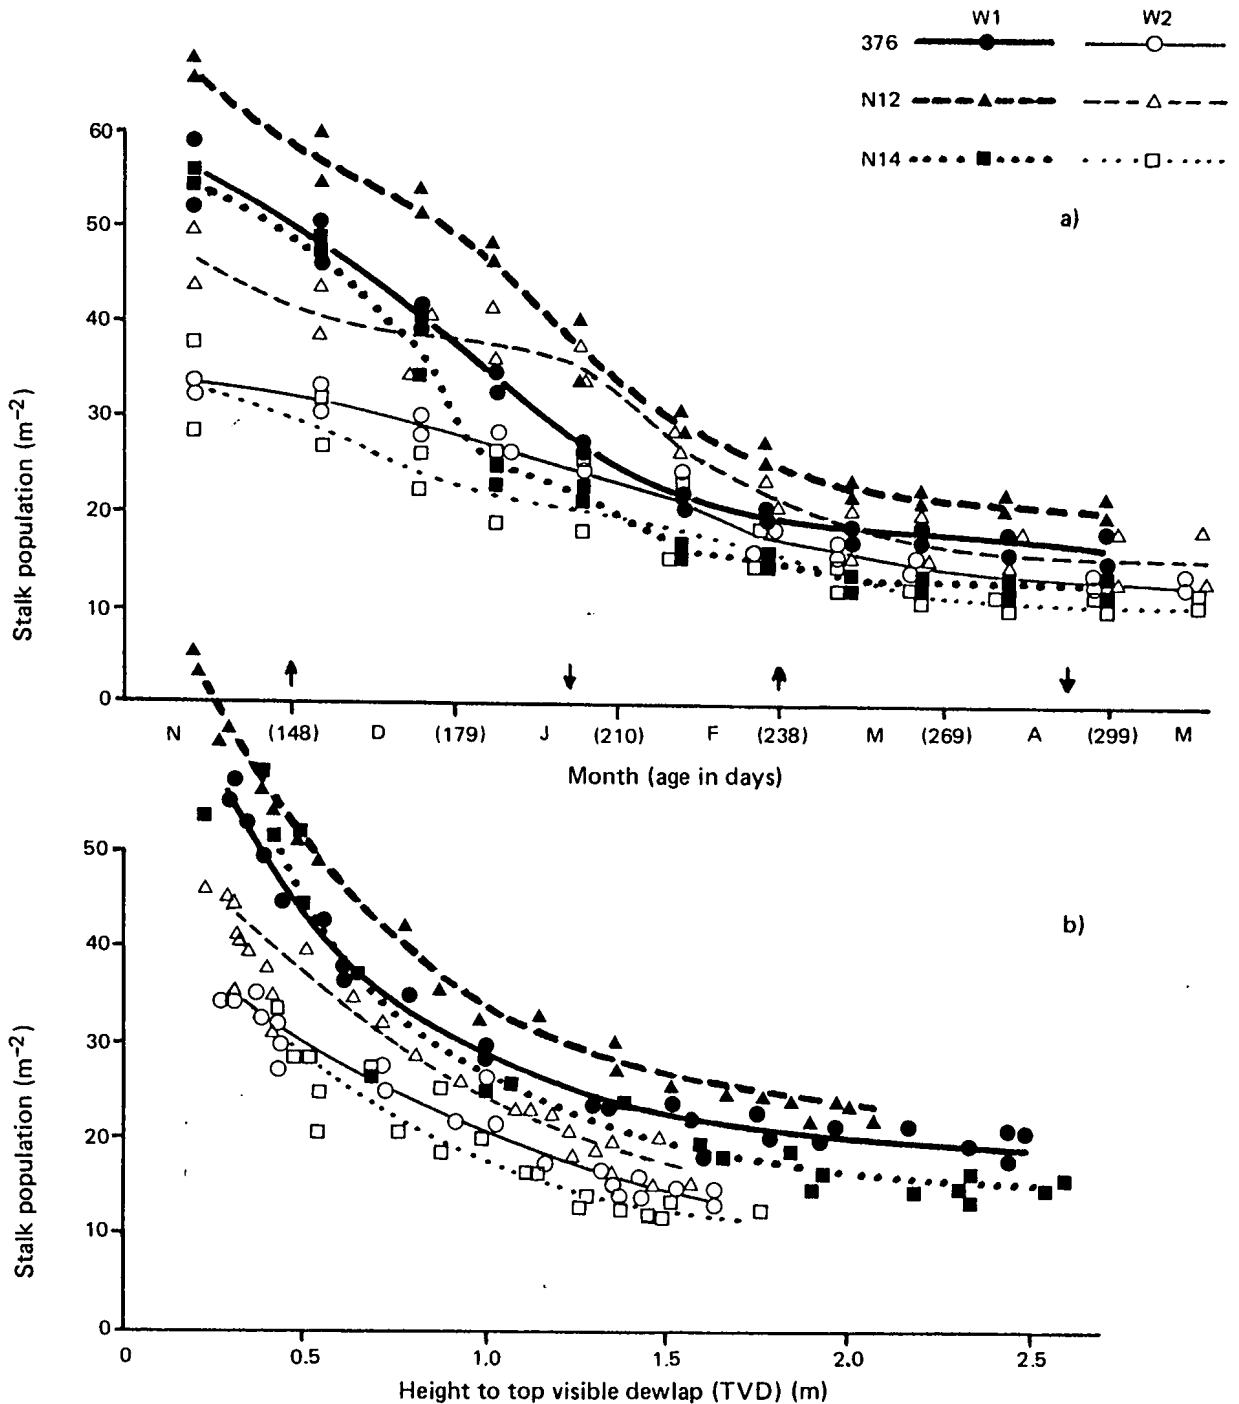 W1 W2
376
N12
N14
a)
60
50
40
30
20
10
0
Stalk population (m⁻²)
N (148) D (179) J (210) F (238) M (269) A (299) M
Month (age in days)
b)
50
40
30
20
10
0
Stalk population (m⁻²)
0 0.5 1.0 1.5 2.0 2.5
Height to top visible dewlap (TVD) (m)